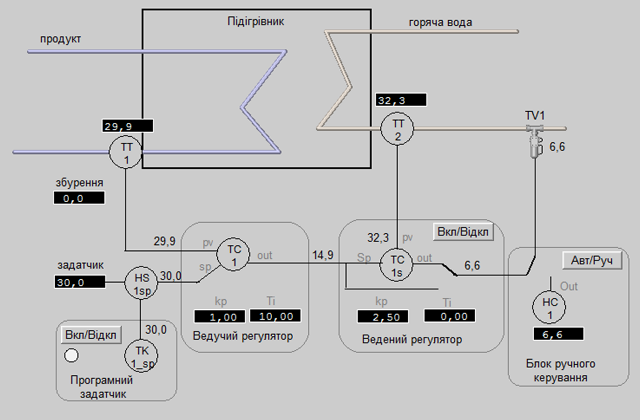 Підігрівник
горяча вода
продукт
32,3
TV1
29,9
TT
2
TT
1
6,6
збурення
0,0
29,9
pv
TC
1
out
14,9
32,3
pv
Вкл/Відкл
Sp
TC
1s
out
6,6
Авт/Руч
задатчик
30,0
HS
1sp
30,0
sp
kp
Ti
1,00
10,00
Ведучий регулятор
kp
Ti
2,50
0,00
Ведений регулятор
Out
HC
1
6,6
Блок ручного
керування
30,0
Вкл/Відкл
TK
1_sp
Програмний
задатчик